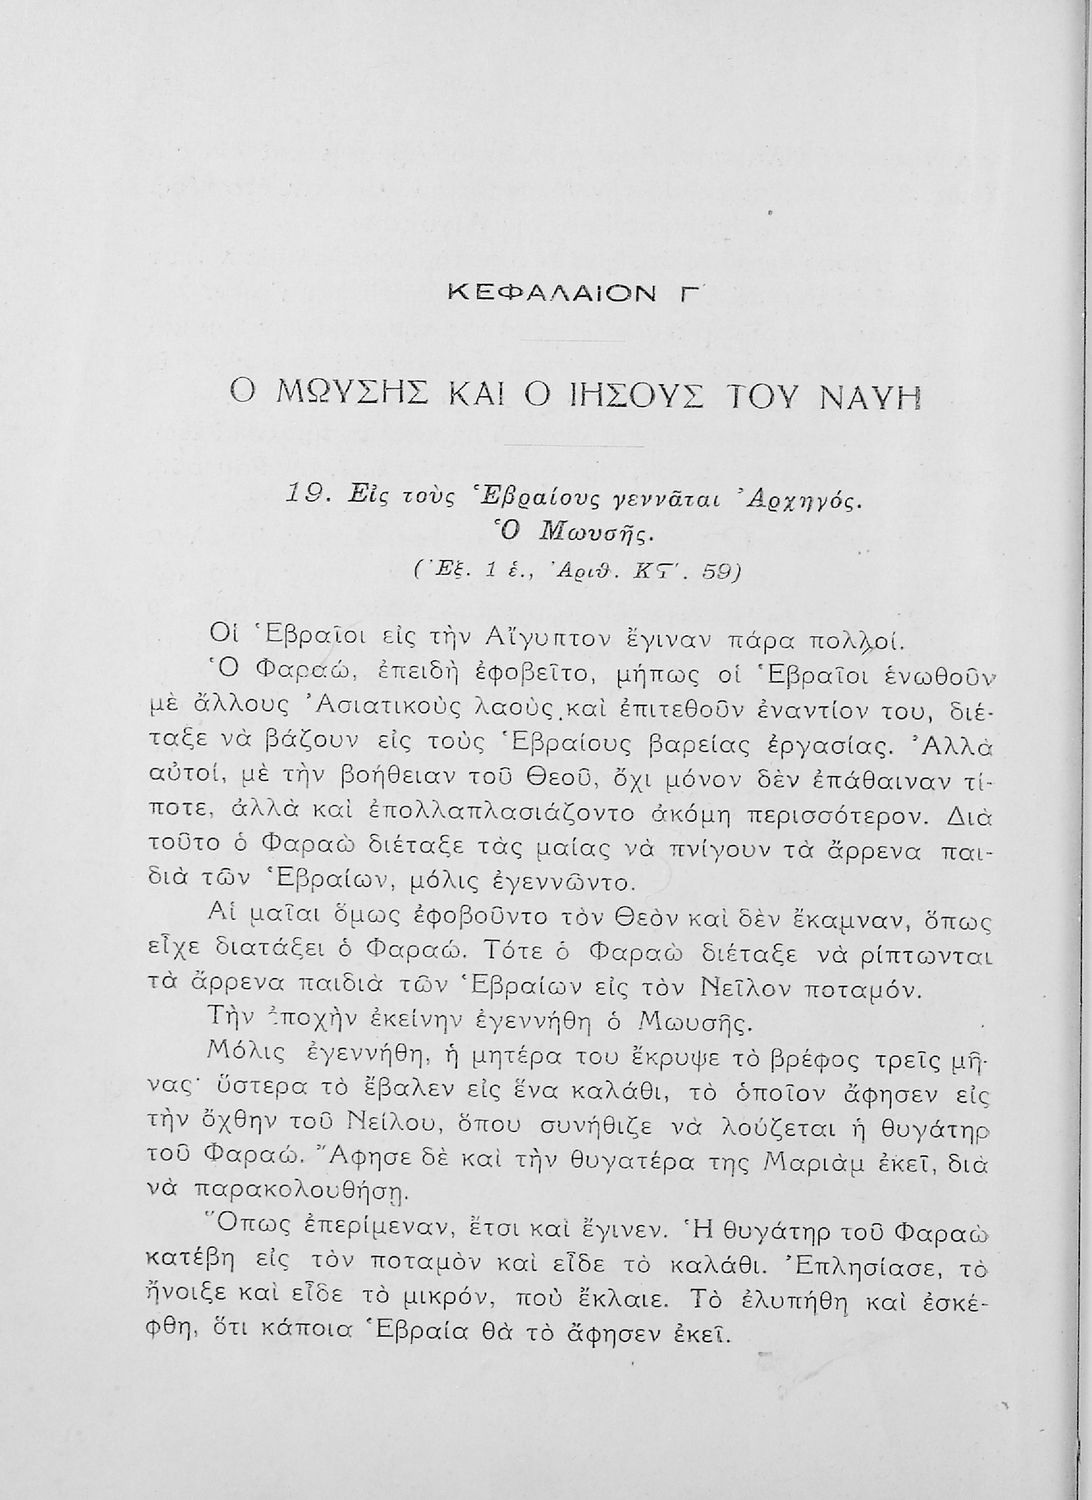 ΚΕΦΑΛΑΙΟΝ Γ΄
Ο ΜΩΥΣΗΣ ΚΑΙ Ο ΙΗΣΟΥΣ ΤΟΥ ΝΑΥΗ
19. Εἰς τοὺς Ἑβραίους γεννᾶται Ἀρχηγός.
Ὁ Μωυσῆς.
(Ἐξ. 1 ἑ., Ἀριθ. ΚϚ΄. 59)
Οἱ Ἑβραῖοι εἰς τὴν Αἴγυπτον ἔγιναν πάρα πολλοί.
Ὁ Φαραώ, ἐπειδὴ ἐφοβεῖτο, μήπως οἱ Ἑβραῖοι ἑνωθοῦν
μὲ ἄλλους Ἀσιατικοὺς λαοὺς καὶ ἐπιτεθοῦν ἐναντίον του, διέ-
ταξε νὰ βάζουν εἰς τοὺς Ἑβραίους βαρείας ἐργασίας. Ἀλλὰ
αὐτοί, μὲ τὴν βοήθειαν τοῦ Θεοῦ, ὄχι μόνον δὲν ἐπάθαιναν τί-
ποτε, ἀλλὰ καὶ ἐπολλαπλασιάζοντο ἀκόμη περισσότερον. Διὰ
τοῦτο ὁ Φαραὼ διέταξε τὰς μαίας νὰ πνίγουν τὰ ἄρρενα παι-
διὰ τῶν Ἑβραίων, μόλις ἐγεννῶντο.
Αἱ μαῖαι ὅμως ἐφοβοῦντο τὸν Θεὸν καὶ δὲν ἔκαμναν, ὅπως
εἶχε διατάξει ὁ Φαραώ. Τότε ὁ Φαραὼ διέταξε νὰ ρίπτωνται
τὰ ἄρρενα παιδιὰ τῶν Ἑβραίων εἰς τὸν Νεῖλον ποταμόν.
Τὴν ἐποχὴν ἐκείνην ἐγεννήθη ὁ Μωυσῆς.
Μόλις ἐγεννήθη, ἡ μητέρα του ἔκρυψε τὸ βρέφος τρεῖς μῆ-
νας· ὕστερα τὸ ἔβαλεν εἰς ἕνα καλάθι, τὸ ὁποῖον ἄφησεν εἰς
τὴν ὄχθην τοῦ Νείλου, ὅπου συνήθιζε νὰ λούζεται ἡ θυγάτηρ
τοῦ Φαραώ. Ἄφησε δὲ καὶ τὴν θυγατέρα της Μαριὰμ ἐκεῖ, διὰ
νὰ παρακολουθήσῃ.
Ὅπως ἐπερίμεναν, ἔτσι καὶ ἔγινεν. Ἡ θυγάτηρ τοῦ Φαραὼ
κατέβη εἰς τὸν ποταμὸν καὶ εἶδε τὸ καλάθι. Ἐπλησίασε, τὸ
ἤνοιξε καὶ εἶδε τὸ μικρόν, ποὺ ἔκλαιε. Τὸ ἐλυπήθη καὶ ἐσκέ-
φθη, ὅτι κάποια Ἑβραία θὰ τὸ ἄφησεν ἐκεῖ.